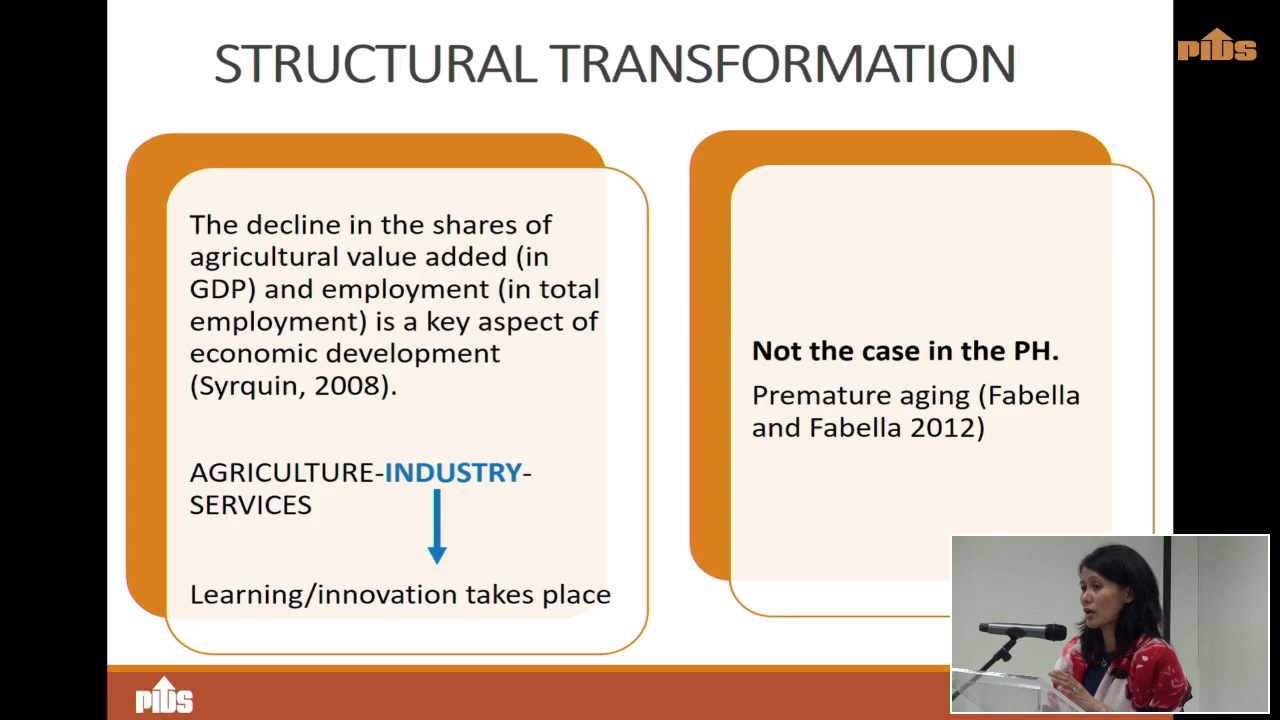 STRUCTURAL TRANSFORMATION
The decline in the shares of
agricultural value added (in
GDP) and employment (in total
employment) is a key aspect of
economic development
(Syrquin, 2008).
AGRICULTURE-INDUSTRY-
SERVICES
Learning/innovation takes place
Not the case in the PH.
Premature aging (Fabella
and Fabella 2012)
pids
pids